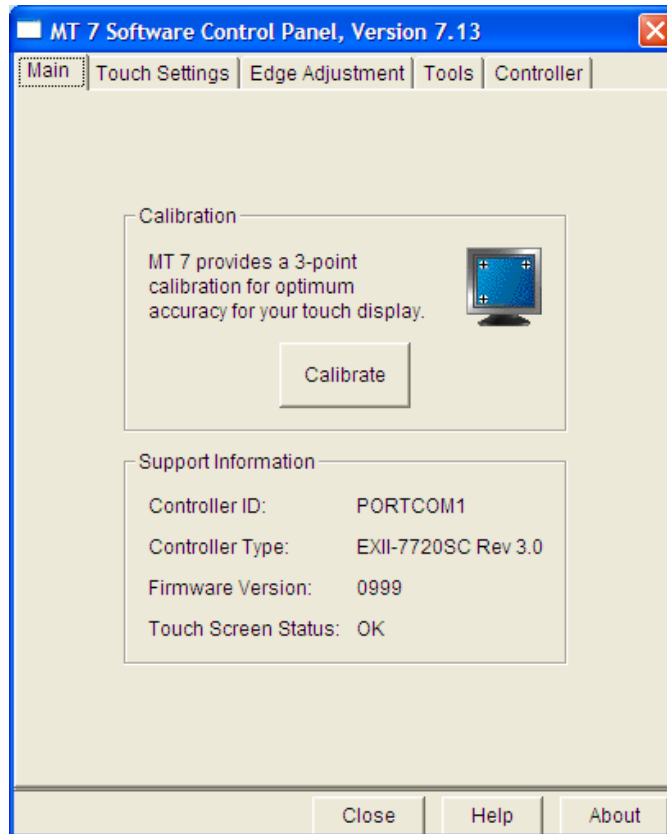 MT 7 Software Control Panel, Version 7.13
Main Touch Settings Edge Adjustment Tools Controller
Calibration
MT 7 provides a 3-point
calibration for optimum
accuracy for your touch display.
Calibrate
Support Information
Controller ID: PORTCOM1
Controller Type: EXII-7720SC Rev 3.0
Firmware Version: 0999
Touch Screen Status: OK
Close Help About